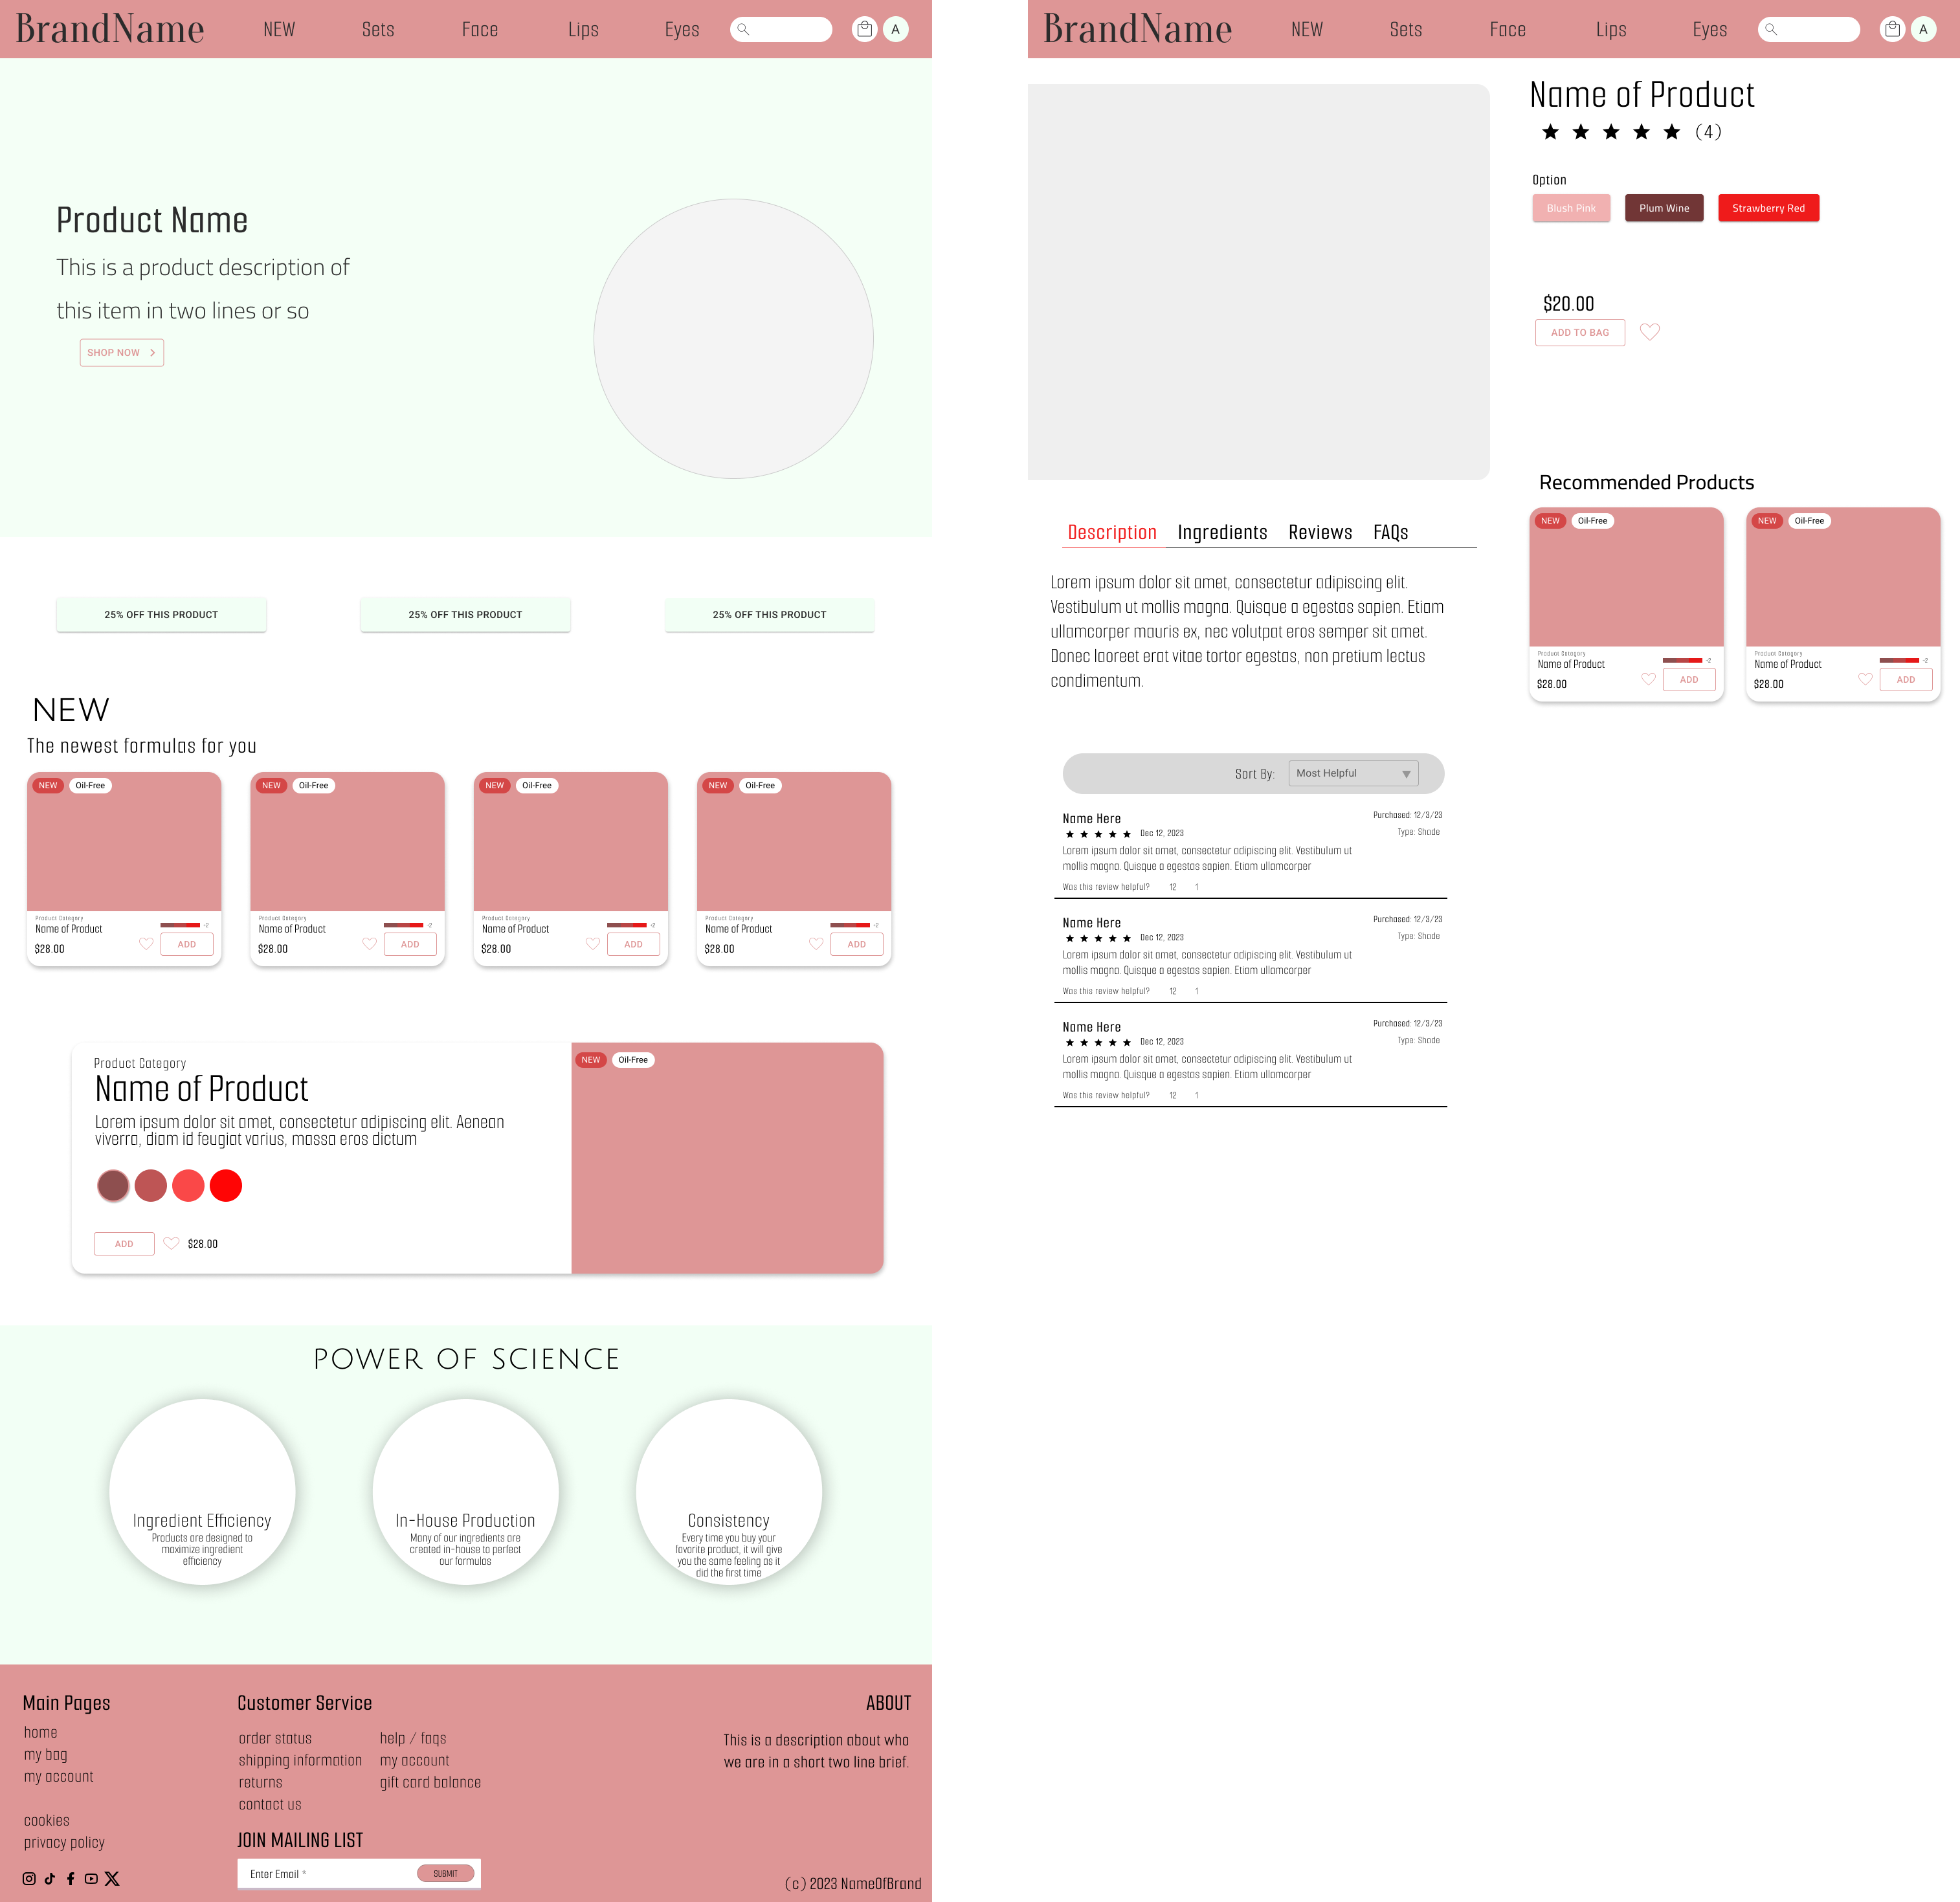 BrandName NEW Sets Face Lips Eyes A
Product Name
This is a product description of
this item in two lines or so
SHOP NOW
25% OFF THIS PRODUCT 25% OFF THIS PRODUCT 25% OFF THIS PRODUCT
NEW
The newest formulas for you
NEW Oil-Free
Product Category
Name of Product
$28.00 ADD
+2
NEW Oil-Free
Product Category
Name of Product
$28.00 ADD
+2
NEW Oil-Free
Product Category
Name of Product
$28.00 ADD
+2
NEW Oil-Free
Product Category
Name of Product
$28.00 ADD
+2
Product Category
Name of Product
Lorem ipsum dolor sit amet, consectetur adipiscing elit. Aenean
viverra, diam id feugiat varius, massa eros dictum
ADD $28.00
NEW Oil-Free
POWER OF SCIENCE
Ingredient Efficiency
Products are designed to
maximize ingredient
efficiency
In-House Production
Many of our ingredients are
created in-house to perfect
our formulas
Consistency
Every time you buy your
favorite product, it will give
you the same feeling as it
did the first time
Main Pages
home
my bag
my account
cookies
privacy policy
Customer Service
order status
shipping information
returns
contact us
help / faqs
my account
gift card balance
JOIN MAILING LIST
Enter Email * SUBMIT
ABOUT
This is a description about who
we are in a short two line brief.
(c) 2023 NameOfBrand
BrandName NEW Sets Face Lips Eyes A
Name of Product
(4)
Option
Blush Pink Plum Wine Strawberry Red
$20.00
ADD TO BAG
Recommended Products
NEW Oil-Free
Product Category
Name of Product
$28.00 ADD
+2
NEW Oil-Free
Product Category
Name of Product
$28.00 ADD
+2
Description Ingredients Reviews FAQs
Lorem ipsum dolor sit amet, consectetur adipiscing elit.
Vestibulum ut mollis magna. Quisque a egestas sapien. Etiam
ullamcorper mauris ex, nec volutpat eros semper sit amet.
Donec laoreet erat vitae tortor egestas, non pretium lectus
condimentum.
Sort By: Most Helpful
Name Here Purchased: 12/3/23
Dec 12, 2023 Type: Shade
Lorem ipsum dolor sit amet, consectetur adipiscing elit. Vestibulum ut
mollis magna. Quisque a egestas sapien. Etiam ullamcorper
Was this review helpful? 12 1
Name Here Purchased: 12/3/23
Dec 12, 2023 Type: Shade
Lorem ipsum dolor sit amet, consectetur adipiscing elit. Vestibulum ut
mollis magna. Quisque a egestas sapien. Etiam ullamcorper
Was this review helpful? 12 1
Name Here Purchased: 12/3/23
Dec 12, 2023 Type: Shade
Lorem ipsum dolor sit amet, consectetur adipiscing elit. Vestibulum ut
mollis magna. Quisque a egestas sapien. Etiam ullamcorper
Was this review helpful? 12 1